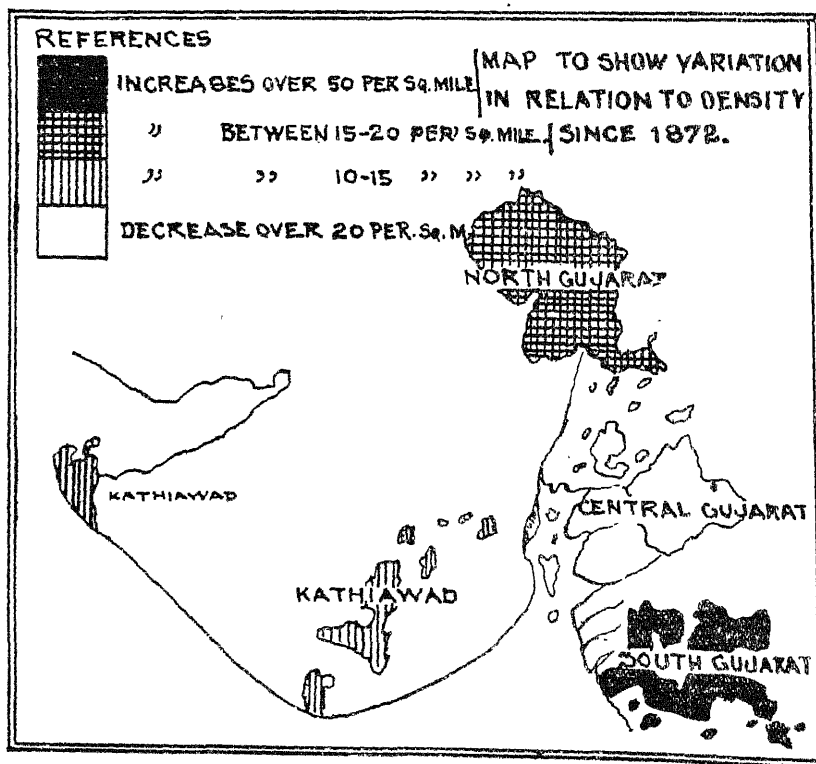 REFERENCES
INCREASES OVER 50 PER SQ. MILE
" BETWEEN 15-20 PER SQ. MILE.
" " 10-15 " " "
DECREASE OVER 20 PER. SQ. M
MAP TO SHOW VARIATION
IN RELATION TO DENSITY
SINCE 1872.
NORTH GUJARAT
KATHIAWAD
CENTRAL GUJARAT
KATHIAWAD
SOUTH GUJARAT